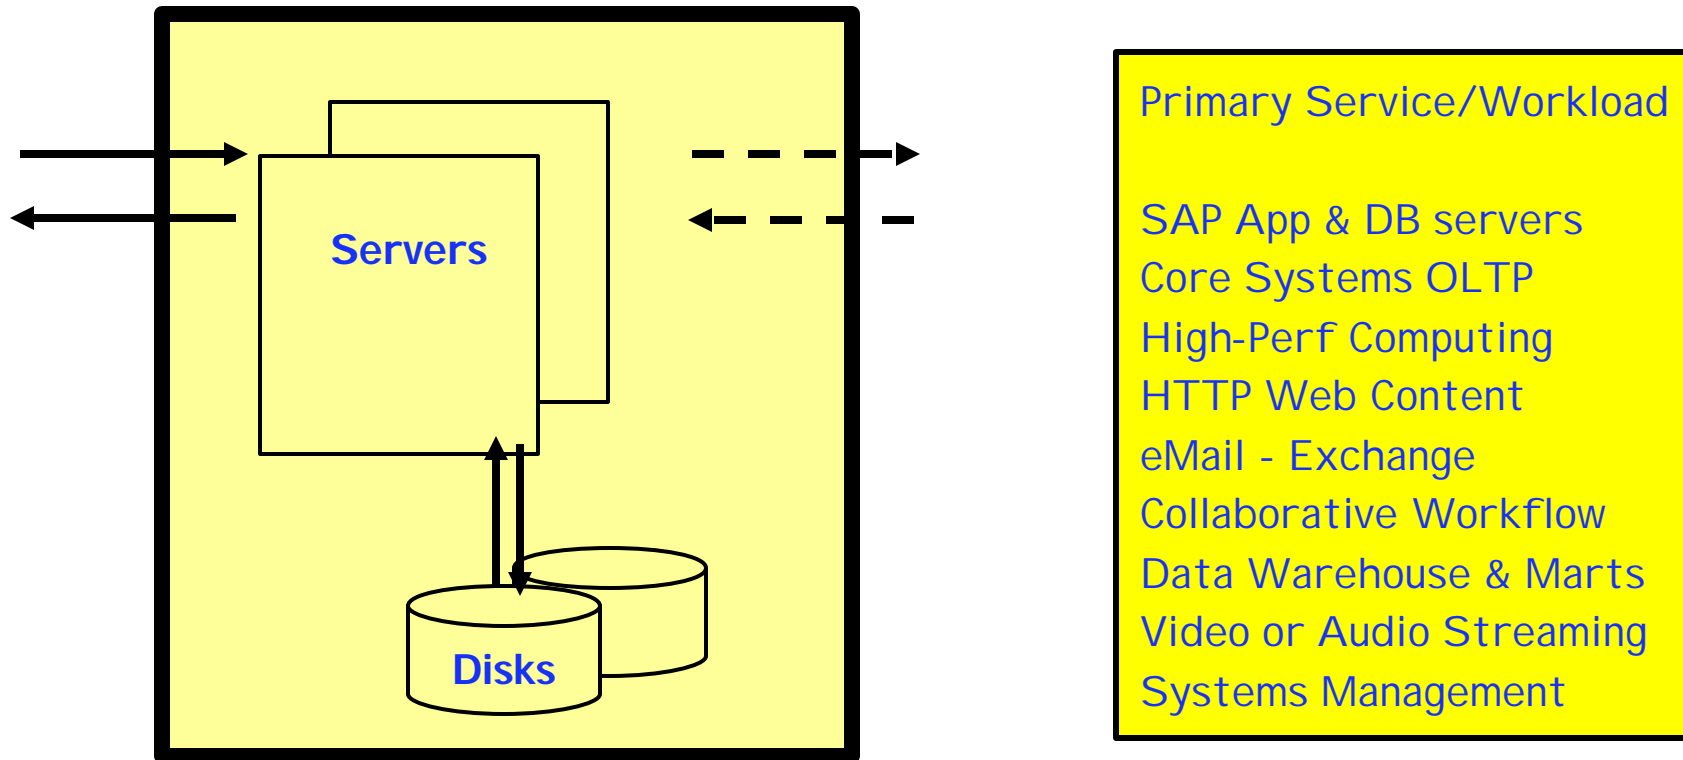 Servers
Disks
Primary Service/Workload
SAP App & DB servers
Core Systems OLTP
High-Perf Computing
HTTP Web Content
eMail - Exchange
Collaborative Workflow
Data Warehouse & Marts
Video or Audio Streaming
Systems Management